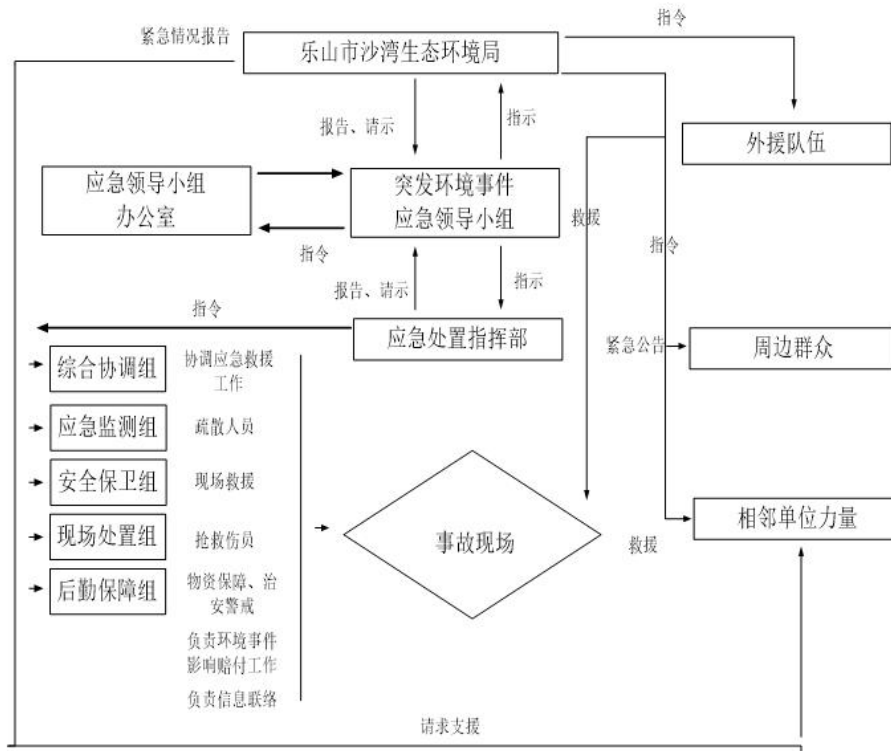 指令
紧急情况报告
乐山市沙湾生态环境局
报告、请示
指示
外援队伍
应急领导小组
办公室
突发环境事件
应急领导小组
救援
指令
指令
报告、请示
指示
指令
应急处置指挥部
紧急公告
周边群众
综合协调组
协调应急救援
工作
应急监测组
疏散人员
安全保卫组
现场救援
相邻单位力量
现场处置组
抢救伤员
事故现场
救援
后勤保障组
物资保障、治
安警戒
负责环境事件
影响赔付工作
负责信息联络
请求支援